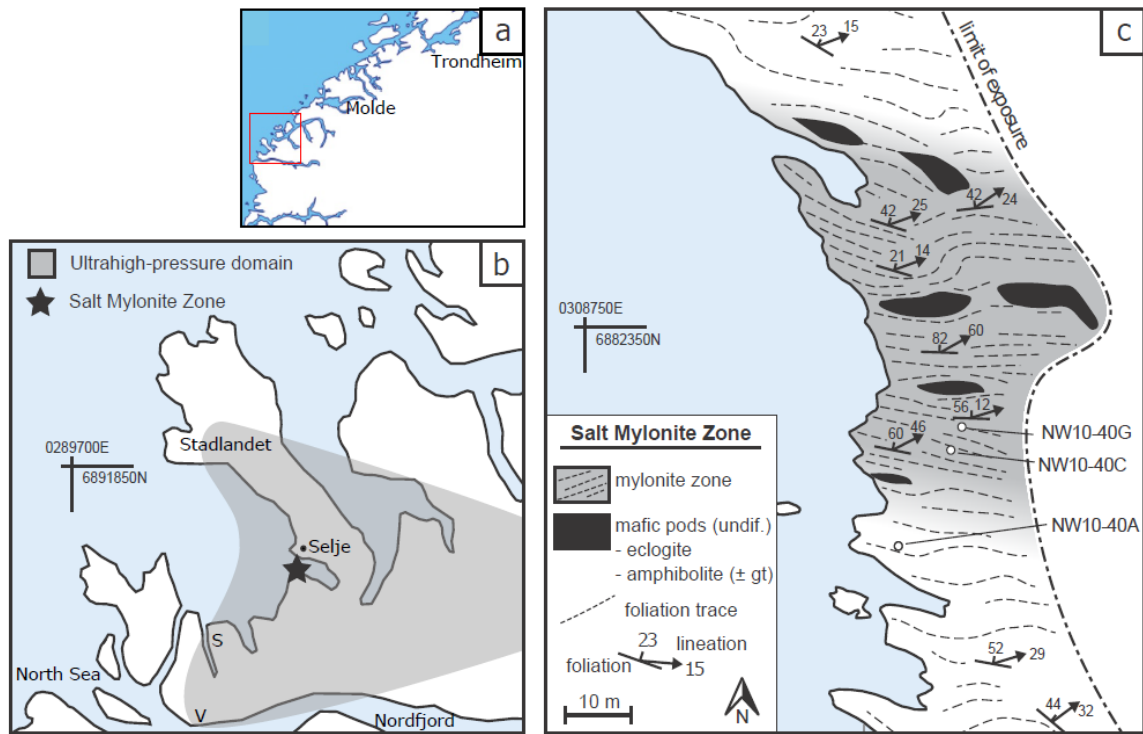 a
Trondheim
Molde
b
Ultrahigh-pressure domain
Salt Mylonite Zone
0289700E
6891850N
Stadlandet
Selje
S
V
North Sea
Nordfjord
c
23
15
limit of exposure
42
24
42
25
21
14
0308750E
6882350N
82
60
56
12
60
46
NW10-40G
NW10-40C
NW10-40A
52
29
44
32
Salt Mylonite Zone
mylonite zone
mafic pods (undif.)
- eclogite
- amphibolite (± gt)
foliation trace
23
lineation
foliation
15
10 m
N